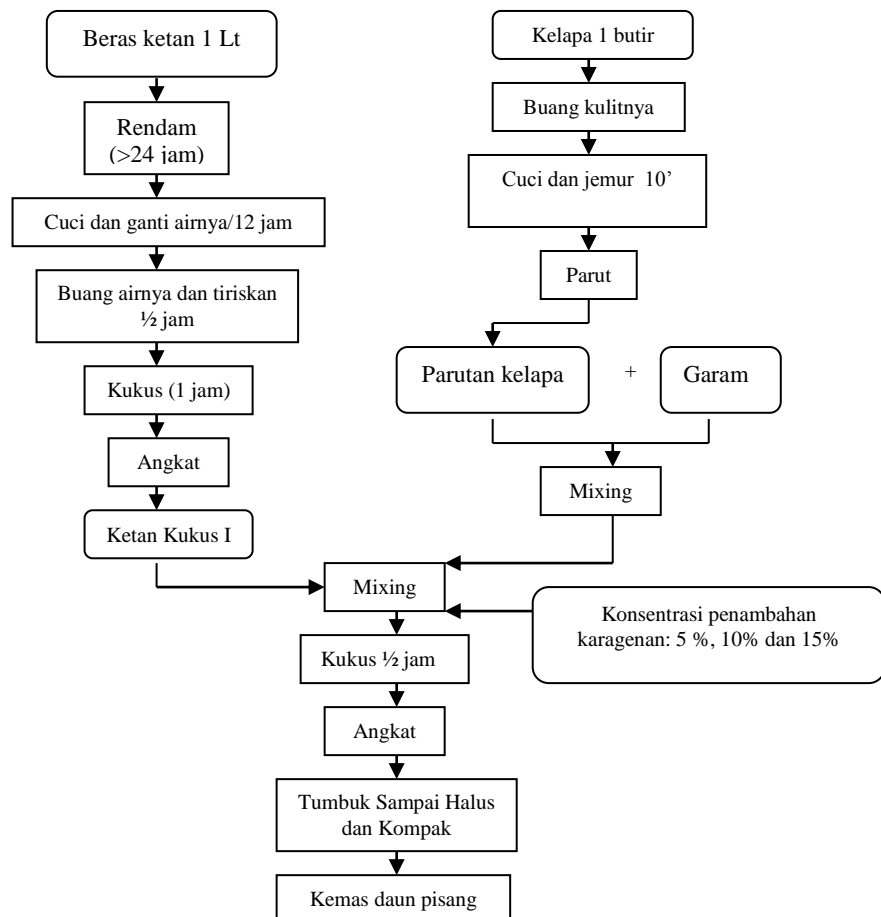 Beras ketan 1 Lt
Rendam
(>24 jam)
Cuci dan ganti airnya/12 jam
Buang airnya dan tiriskan
½ jam
Kukus (1 jam)
Angkat
Ketan Kukus I
Kelapa 1 butir
Buang kulitnya
Cuci dan jemur 10’
Parut
Parutan kelapa
+
Garam
Mixing
Mixing
Konsentrasi penambahan
karagenan: 5 %, 10% dan 15%
Kukus ½ jam
Angkat
Tumbuk Sampai Halus
dan Kompak
Kemas daun pisang